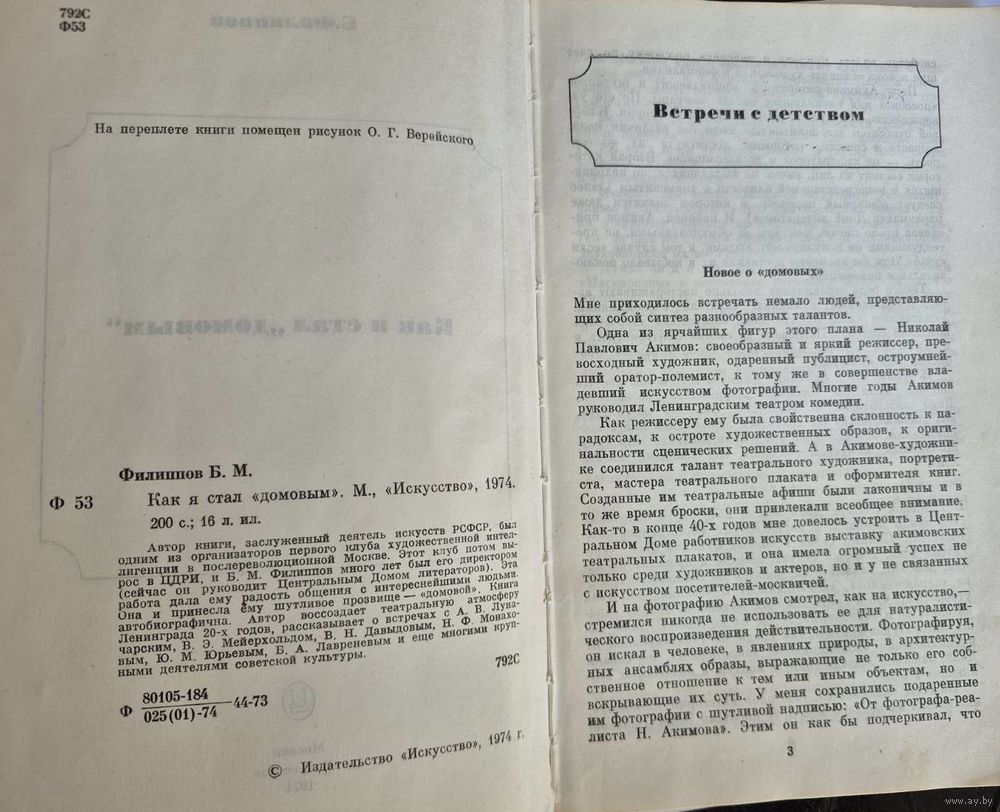 792С
Ф53
На переплете книги помещен рисунок О. Г. Верейского
Филиппов Б. М.
Ф 53
Как я стал «домовым». М., «Искусство», 1974.
200 с.; 16 л. ил.
Автор книги, заслуженный деятель искусств РСФСР, был
одним из организаторов первого клуба художественной интел-
лигенции в послереволюционной Москве. Этот клуб потом вы-
рос в ЦДРИ, и Б. М. Филиппов много лет был его директором
(сейчас он руководит Центральным Домом литераторов). Эта
работа дала ему радость общения с интереснейшими людьми.
Она и принесла ему шутливое прозвище — «домовой». Книга
автобиографична. Автор воссоздает театральную атмосферу
Ленинграда 20-х годов, рассказывает о встречах с А. В. Луна-
чарским, В. Э. Мейерхольдом, В. Н. Давыдовым, Н. Ф. Монахо-
вым, Ю. М. Юрьевым, Б. А. Лавреневым и еще многими круп-
ными деятелями советской культуры.
792С
Ф 80105-184
025(01)-74 44-73
© Издательство «Искусство», 1974 г.
Встречи с детством
Новое о «домовых»
Мне приходилось встречать немало людей, представляю-
щих собой синтез разнообразных талантов.
Одна из ярчайших фигур этого плана — Николай
Павлович Акимов: своеобразный и яркий режиссер, пре-
восходный художник, одаренный публицист, остроумней-
ший оратор-полемист, к тому же в совершенстве вла-
девший искусством фотографии. Многие годы Акимов
руководил Ленинградским театром комедии.
Как режиссеру ему была свойственна склонность к па-
радоксам, к остроте художественных образов, к ориги-
нальности сценических решений. А в Акимове-художни-
ке соединился талант театрального художника, портрети-
ста, мастера театрального плаката и оформителя книг.
Созданные им театральные афиши были лаконичны и в
то же время броски, они привлекали всеобщее внимание.
Как-то в конце 40-х годов мне довелось устроить в Цент-
ральном Доме работников искусств выставку акимовских
театральных плакатов, и она имела огромный успех не
только среди художников и актеров, но и у не связанных
с искусством посетителей-москвичей.
И на фотографию Акимов смотрел, как на искусство,—
стремился никогда не использовать ее для натуралисти-
ческого воспроизведения действительности. Фотографируя,
он искал в человеке, в явлениях природы, в архитектур-
ных ансамблях образы, выражающие не только его соб-
ственное отношение к тем или иным объектам, но и
вскрывающие их суть. У меня сохранились подаренные
им фотографии с шутливой надписью: «От фотографа-реа-
листа Н. Акимова». Этим он как бы подчеркивал, что
3
www.ay.by